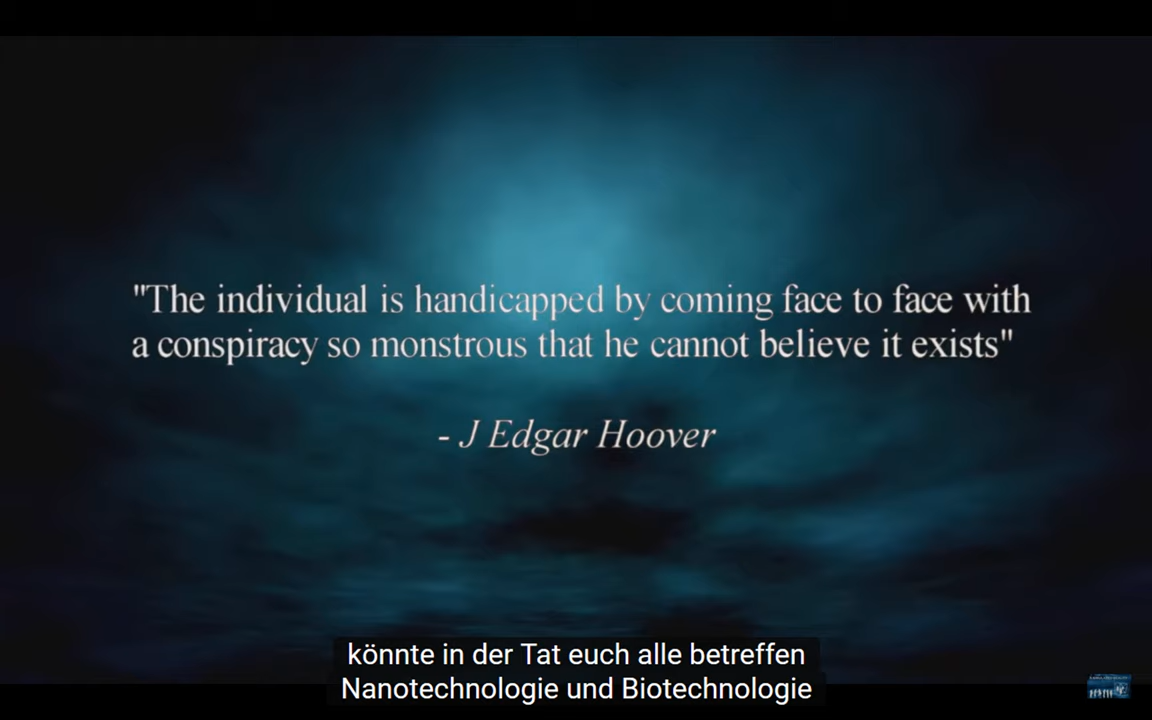 "The individual is handicapped by coming face to face with
a conspiracy so monstrous that he cannot believe it exists"
- J Edgar Hoover
könnte in der Tat euch alle betreffen
Nanotechnologie und Biotechnologie